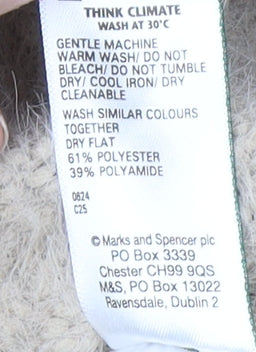 THINK CLIMATE
WASH AT 30°C
GENTLE MACHINE
WARM WASH/ DO NOT
BLEACH/ DO NOT TUMBLE
DRY/ COOL IRON/ DRY
CLEANABLE
WASH SIMILAR COLOURS
TOGETHER
DRY FLAT
61% POLYESTER
39% POLYAMIDE
0624
C25
© Marks and Spencer plc
PO Box 3339
Chester CH99 9QS
M&S, PO Box 13022
Ravensdale, Dublin 2